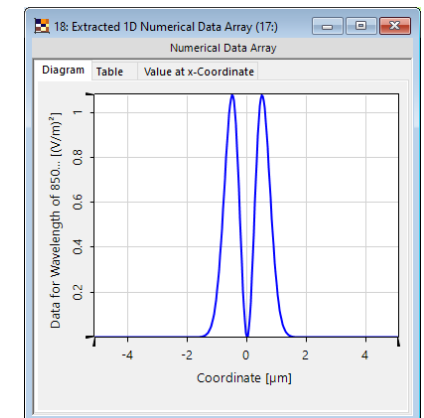 18: Extracted 1D Numerical Data Array (17:)
Numerical Data Array
Diagram Table Value at x-Coordinate
Data for Wavelength of 850... [(V/m)²]
1
0.8
0.6
0.4
0.2
-4 -2 0 2 4
Coordinate [µm]